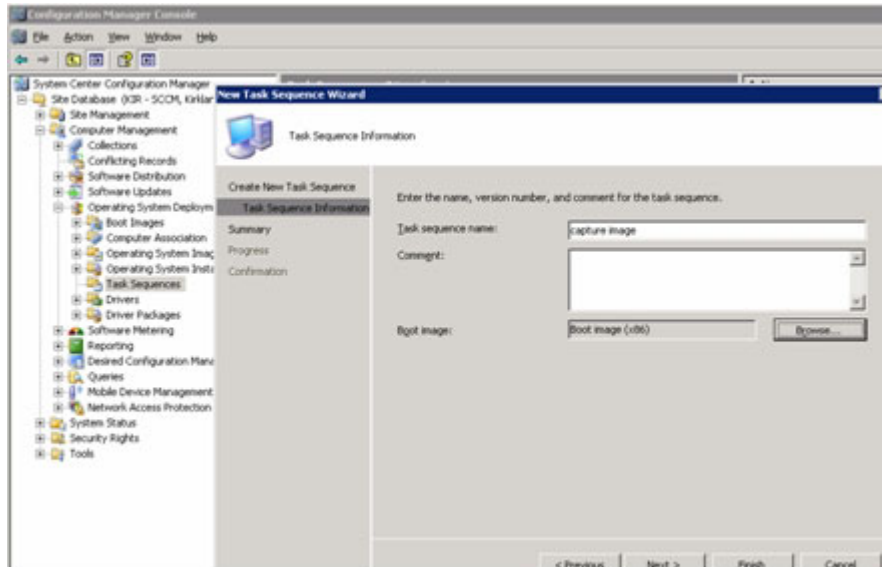 Configuration Manager Console
File Action View Window Help
System Center Configuration Manager
Site Database (KIR - SCCM, Kirklar
Site Management
Computer Management
Collections
Conflicting Records
Software Distribution
Software Updates
Operating System Deploym
Boot Images
Computer Association
Operating System Imag
Operating System Insta
Task Sequences
Drivers
Driver Packages
Software Metering
Reporting
Desired Configuration Mana
Queries
Mobile Device Management
Network Access Protection
System Status
Security Rights
Tools
New Task Sequence Wizard
Task Sequence Information
Create New Task Sequence
Task Sequence Information
Summary
Progress
Confirmation
Enter the name, version number, and comment for the task sequence.
Task sequence name: capture image
Comment:
Boot image: Boot image (x86) Browse...
< Previous Next > Finish Cancel